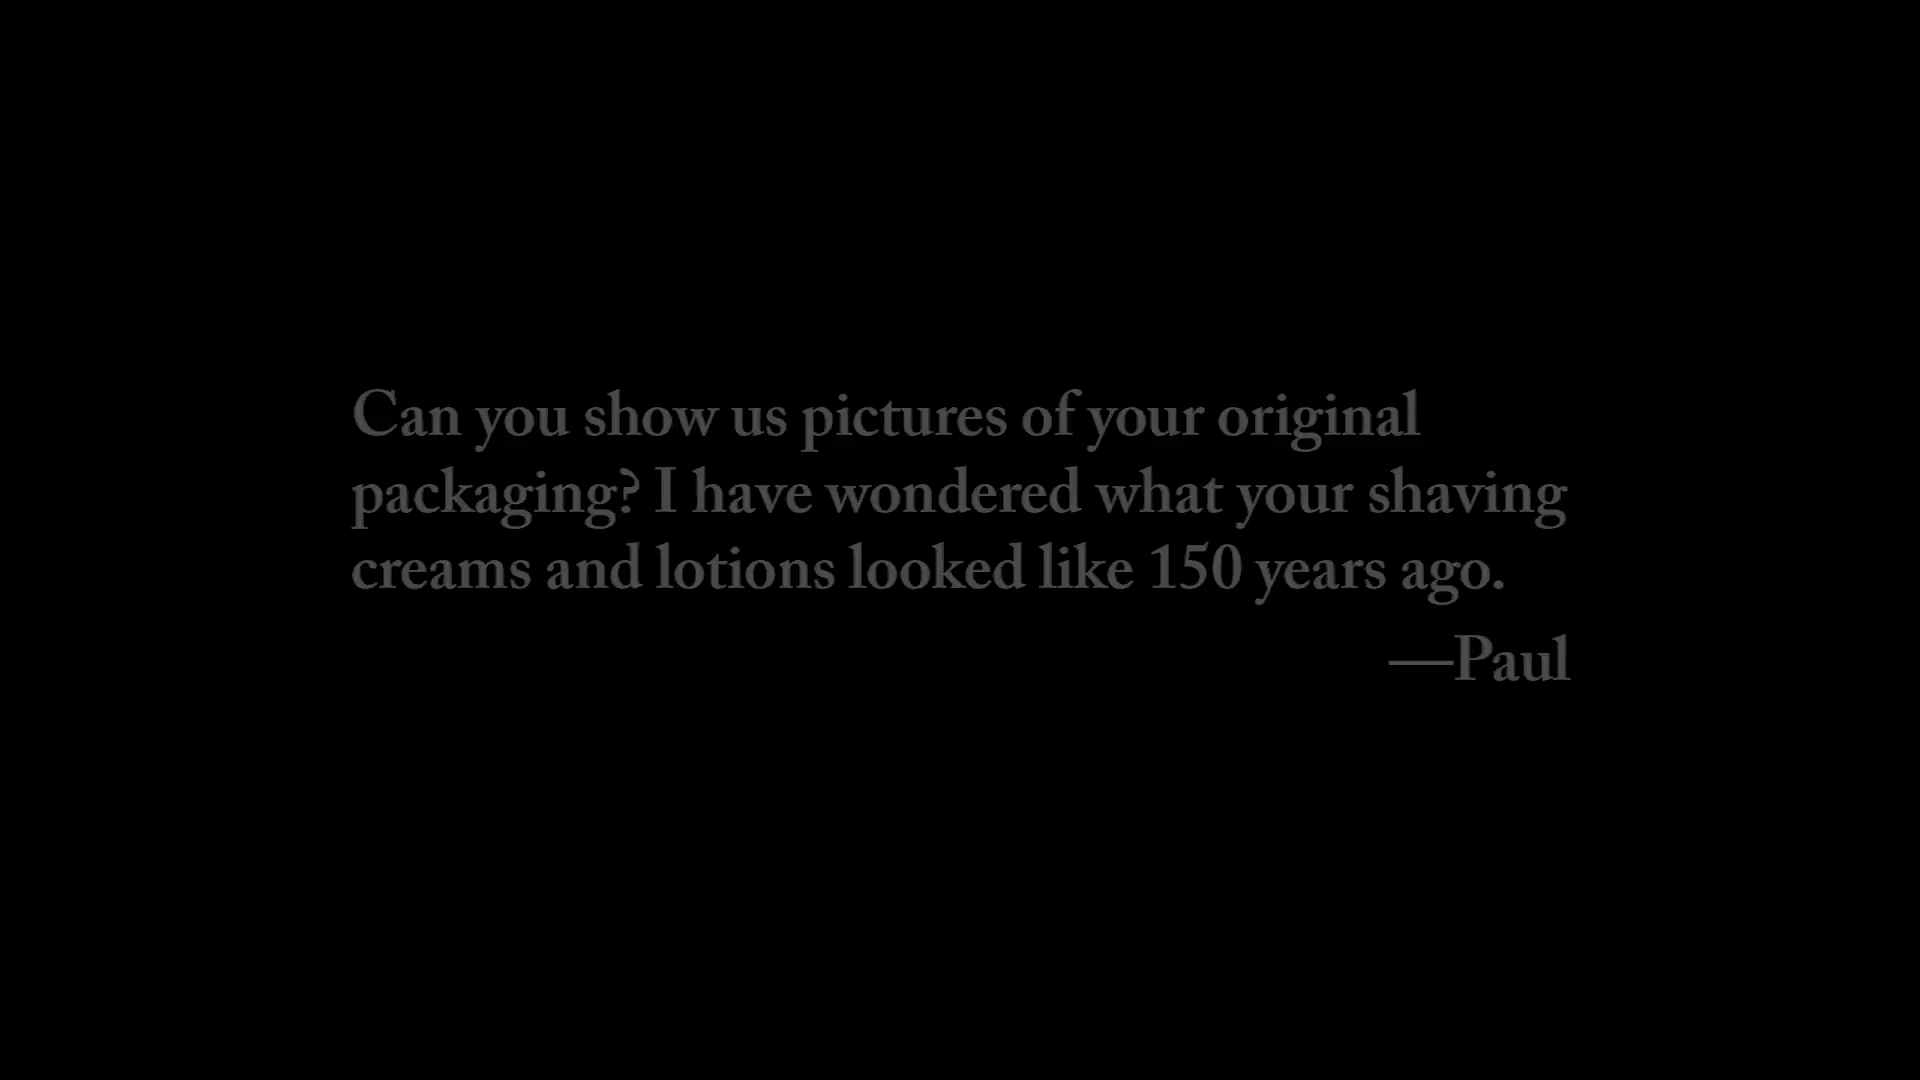 Can you show us pictures of your original
packaging? I have wondered what your shaving
creams and lotions looked like 150 years ago.
—Paul